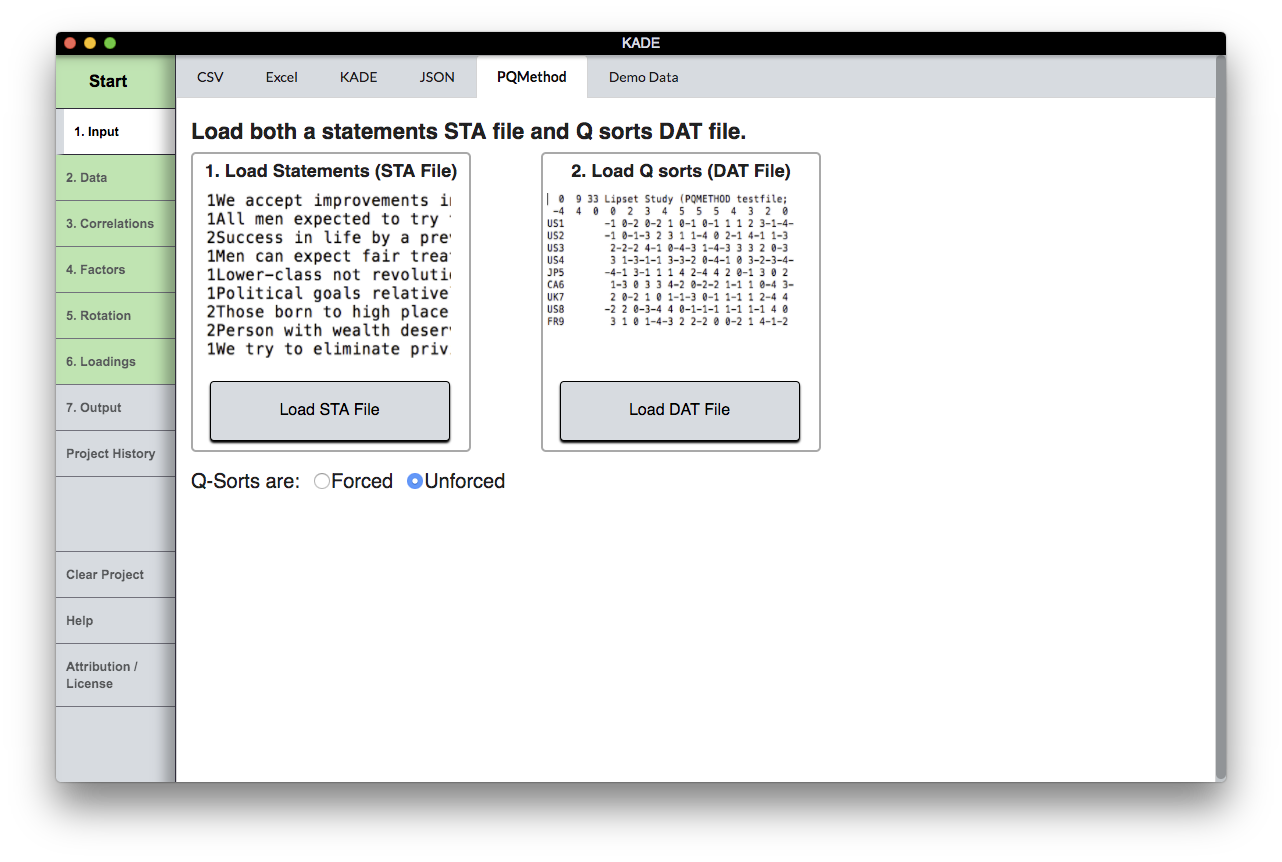 KADE
Start
1. Input
2. Data
3. Correlations
4. Factors
5. Rotation
6. Loadings
7. Output
Project History
Clear Project
Help
Attribution /
License
CSV Excel KADE JSON PQMethod Demo Data
Load both a statements STA file and Q sorts DAT file.
1. Load Statements (STA File)
1We accept improvements i
1All men expected to try
2Success in life by a pre
1Men can expect fair trea
1Lower-class not revoluti
1Political goals relative
2Those born to high place
2Person with wealth deser
1We try to eliminate priv
Load STA File
2. Load Q sorts (DAT File)
0 9 33 Lipset Study (PQMETHOD testfile;
-4 4 0 0 2 3 4 5 5 5 4 3 2 0
US1 -1 0-2 0-2 1 0-1 0-1 1 1 2 3-1-4-
US2 -1 0-1-3 2 3 1 1-4 0 2-1 4-1 1-3
US3 2-2-2 4-1 0-4-3 1-4-3 3 3 2 0-3
US4 3 1-3-1-1 3-3-2 0-4-1 0 3-2-3-4-
JP5 -4-1 3-1 1 1 4 2-4 4 2 0-1 3 0 2
CA6 1-3 0 3 3 4-2 0-2-2 1-1 1 0-4 3-
UK7 2 0-2 1 0 1-1-3 0-1 1-1 1 2-4 4
US8 -2 2 0-3-4 4 0-1-1-1 1-1 1-1 4 0
FR9 3 1 0 1-4-3 2 2-2 0 0-2 1 4-1-2
Load DAT File
Q-Sorts are: Forced Unforced